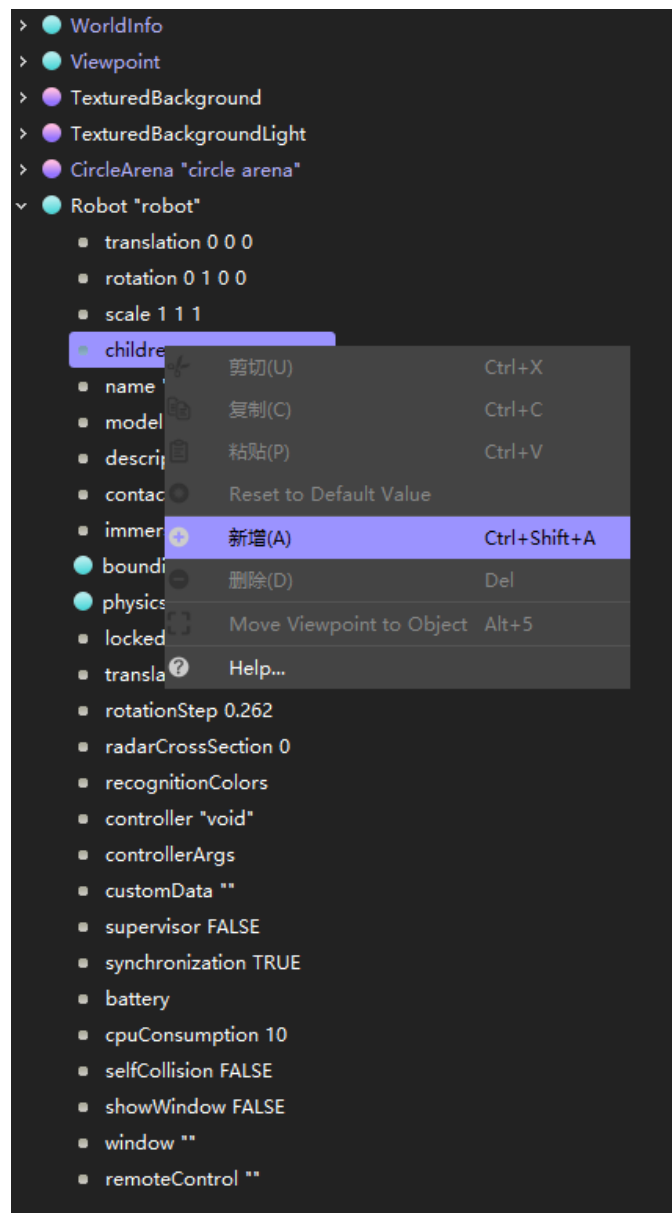 WorldInfo
Viewpoint
TexturedBackground
TexturedBackgroundLight
CircleArena "circle arena"
Robot "robot"
translation 0 0 0
rotation 0 1 0 0
scale 1 1 1
childre
剪切(U) Ctrl+X
name "
复制(C) Ctrl+C
model
粘贴(P) Ctrl+V
descrip
Reset to Default Value
contac
新增(A) Ctrl+Shift+A
immer
删除(D) Del
boundi
physics
Move Viewpoint to Object Alt+5
locked
Help...
transla
rotationStep 0.262
radarCrossSection 0
recognitionColors
controller "void"
controllerArgs
customData ""
supervisor FALSE
synchronization TRUE
battery
cpuConsumption 10
selfCollision FALSE
showWindow FALSE
window ""
remoteControl ""